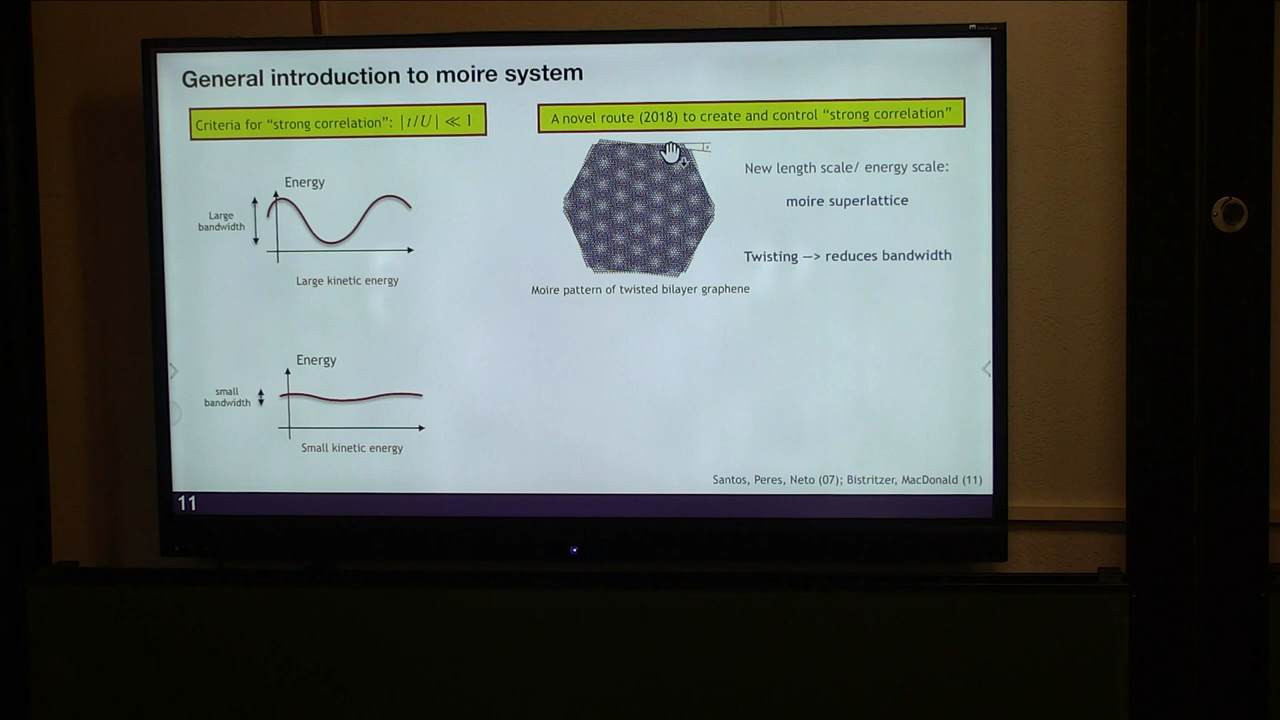 General introduction to moire system
Criteria for “strong correlation”: |t/U| ≪ 1
A novel route (2018) to create and control “strong correlation”
Energy
Large
bandwidth
Large kinetic energy
New length scale/ energy scale:
moire superlattice
Twisting —> reduces bandwidth
Moire pattern of twisted bilayer graphene
Energy
small
bandwidth
Small kinetic energy
Santos, Peres, Neto (07); Bistritzer, MacDonald (11)
11